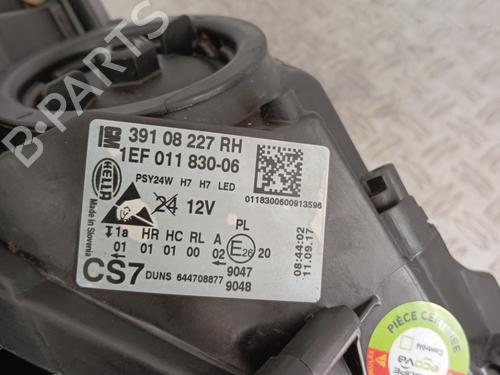 GM 391 08 227 RH
1EF 011 830-06
PSY24W H7 H7 LED
HELLA
Made in Slovenia
24 12V
0118300600913596
PL
1a HR HC RL A
01 01 01 00 02 E26 20
9047
CS7 DUNS 644708877 9048
08:44:02
11.09.17
PIÈCE CERTIFIÉE
Contrôlé
ecova
B-PARTS